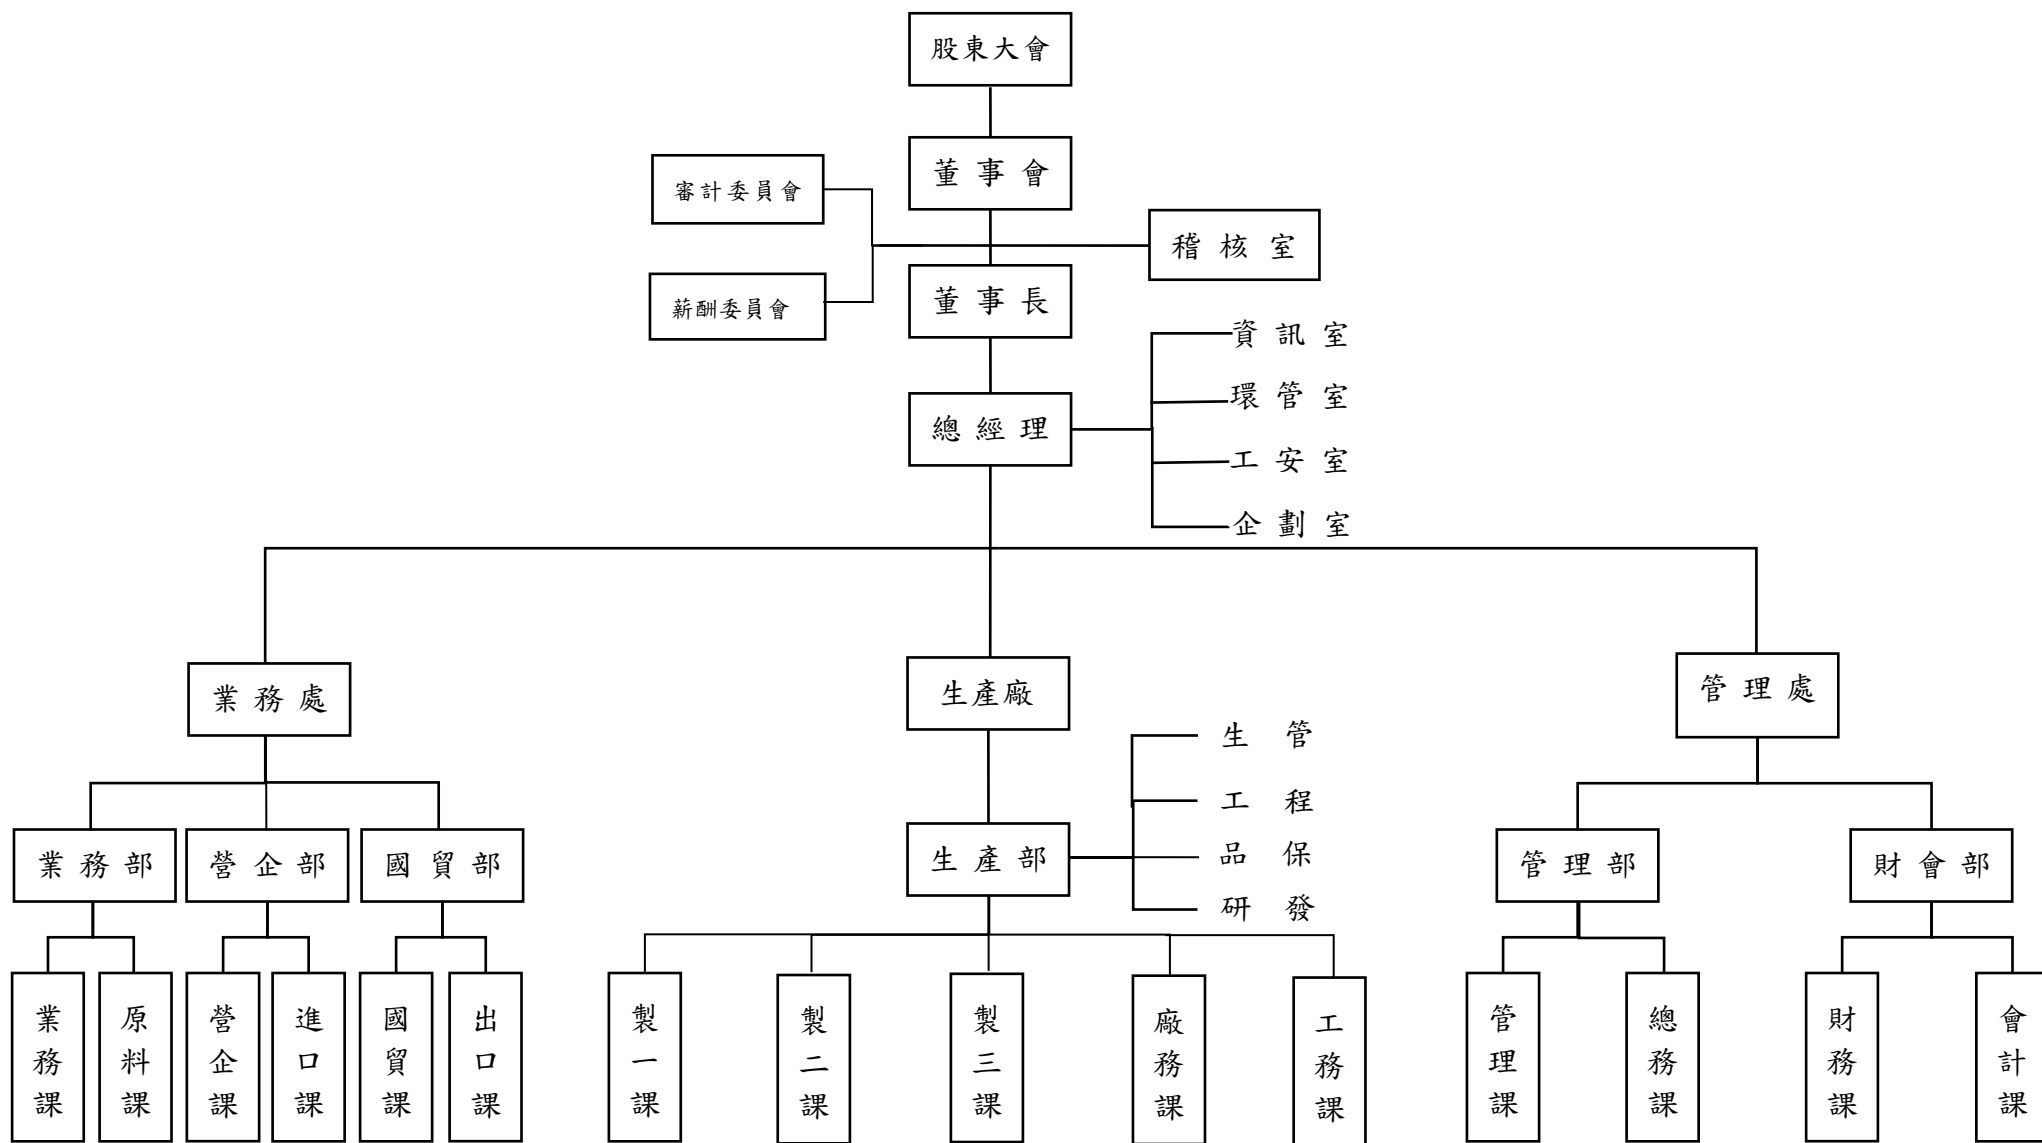 股東大會
董事會
審計委員會
稽核室
薪酬委員會
董事長
資訊室
環管室
總經理
工安室
企劃室
業務處
生產廠
管理處
生管
工程
業務部
營企部
國貿部
生產部
品保
管理部
財會部
研發
業務課
原料課
營企課
進口課
國貿課
出口課
製一課
製二課
製三課
廠務課
工務課
管理課
總務課
財務課
會計課